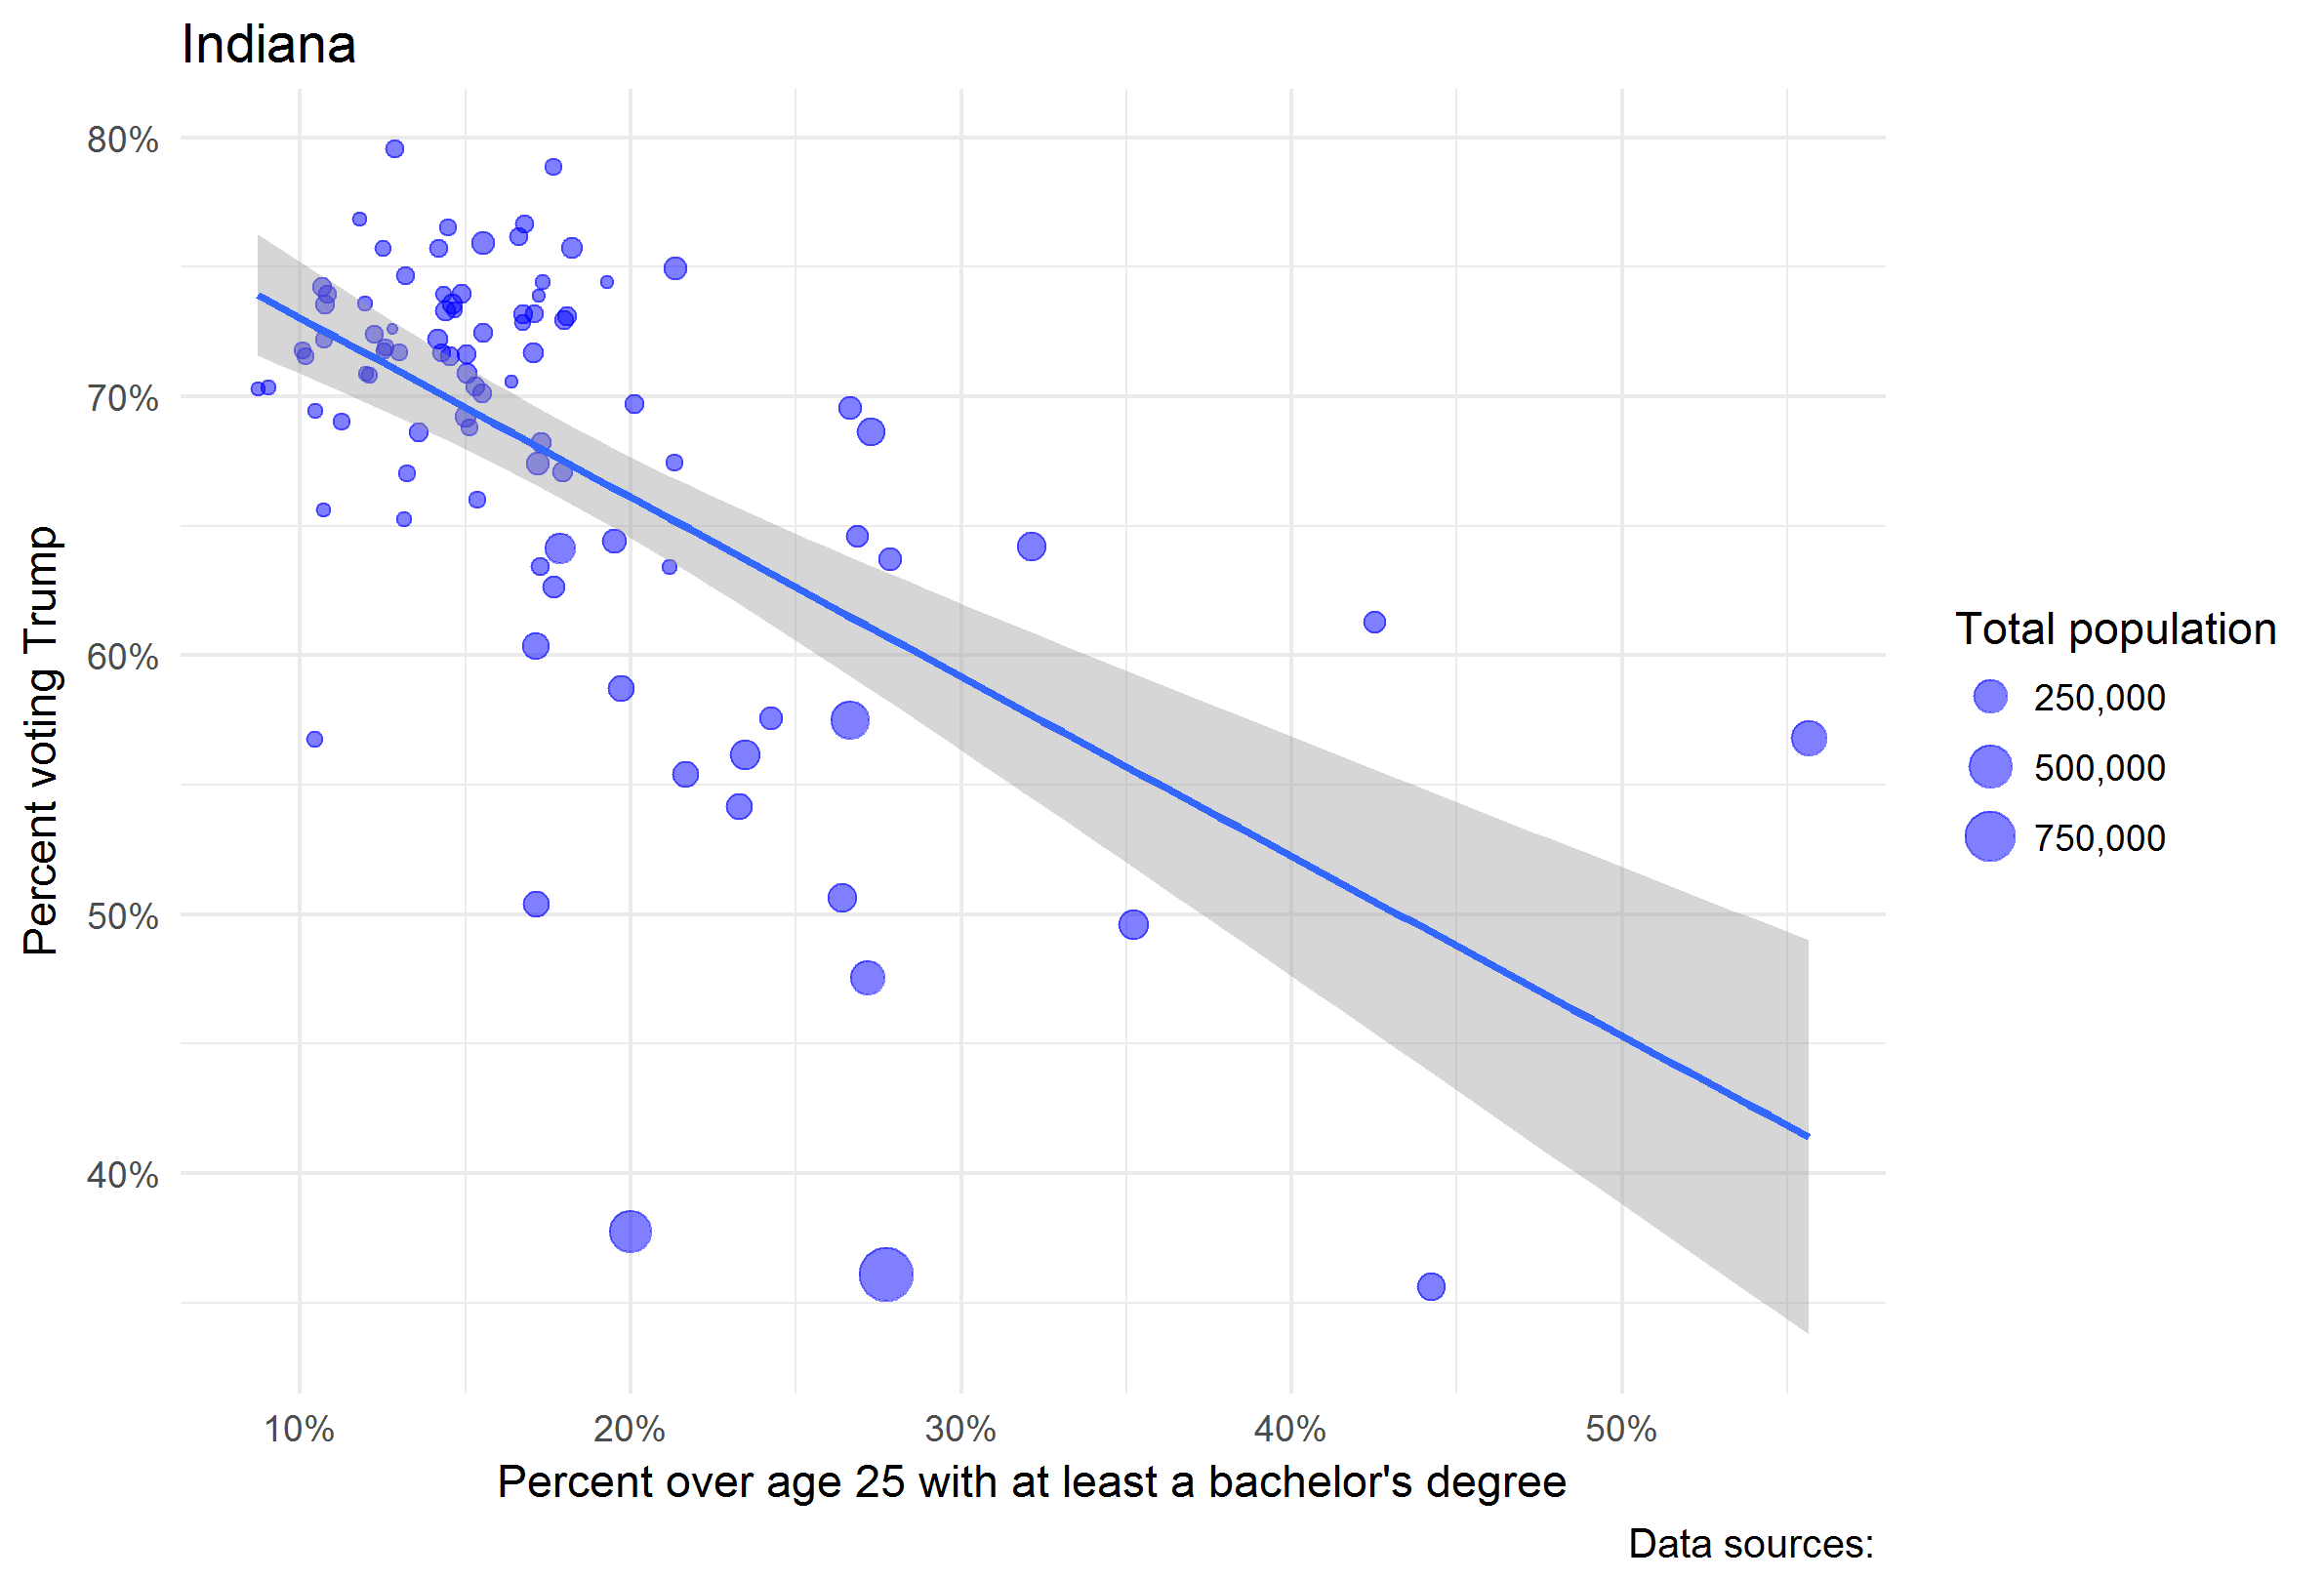 Indiana
80%
70%
60%
50%
40%
Percent voting Trump
10% 20% 30% 40% 50%
Percent over age 25 with at least a bachelor's degree
Total population
250,000
500,000
750,000
Data sources: